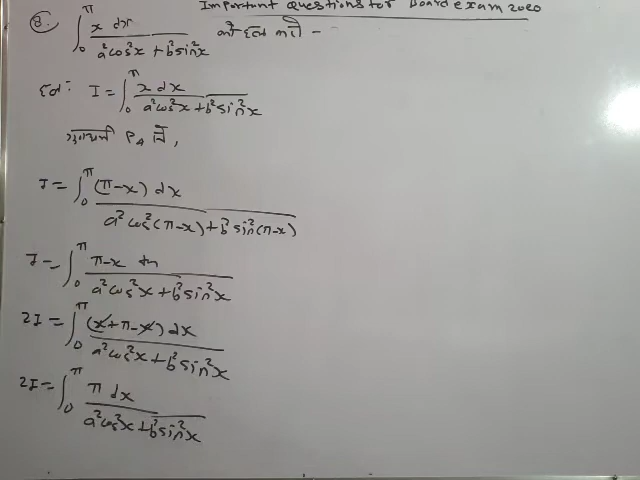 Important Questions for Board exam 2020
8. ∫₀^π x dx / a²cos²x + b²sin²x को हल करो -
हल: I = ∫₀^π x dx / a²cos²x + b²sin²x
गुणधर्म P₄ से,
I = ∫₀^π (π-x) dx / a²cos²(π-x) + b²sin²(π-x)
I = ∫₀^π π-x dx / a²cos²x + b²sin²x
2I = ∫₀^π (x+π-x) dx / a²cos²x + b²sin²x
2I = ∫₀^π π dx / a²cos²x + b²sin²x